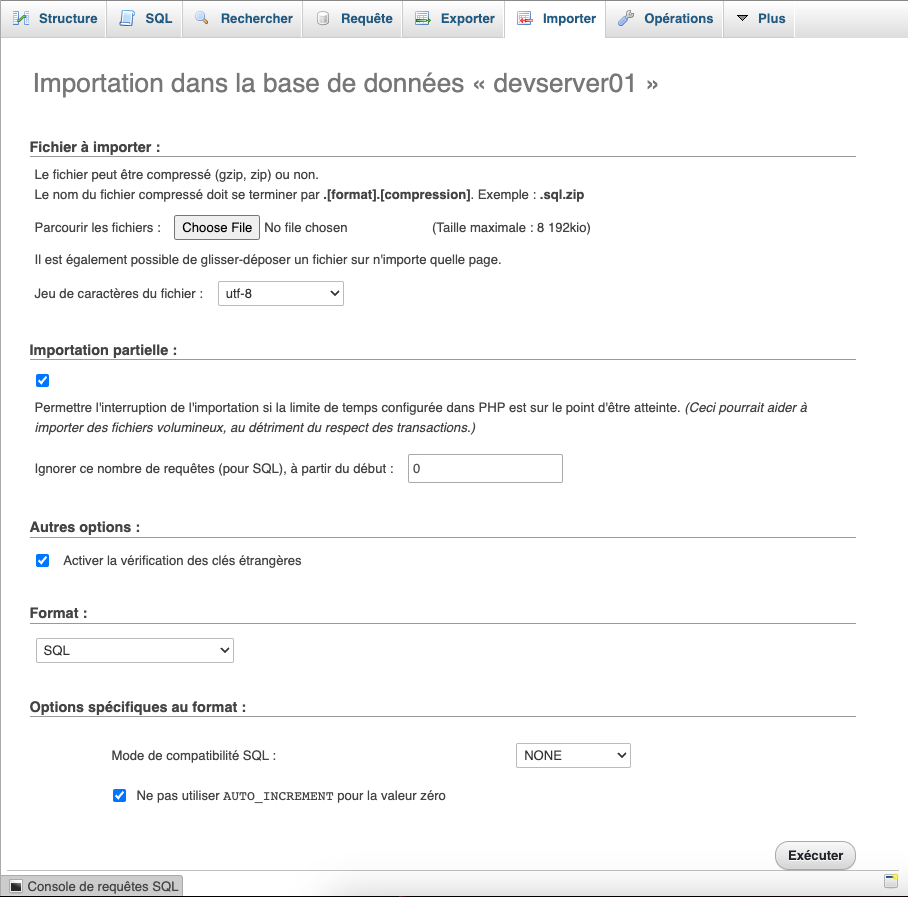 Structure SQL Rechercher Requête Exporter Importer Opérations Plus
Importation dans la base de données « devserver01 »
Fichier à importer :
Le fichier peut être compressé (gzip, zip) ou non.
Le nom du fichier compressé doit se terminer par .[format].[compression]. Exemple : .sql.zip
Parcourir les fichiers : Choose File No file chosen (Taille maximale : 8 192kio)
Il est également possible de glisser-déposer un fichier sur n'importe quelle page.
Jeu de caractères du fichier : utf-8
Importation partielle :
Permettre l'interruption de l'importation si la limite de temps configurée dans PHP est sur le point d'être atteinte. (Ceci pourrait aider à
importer des fichiers volumineux, au détriment du respect des transactions.)
Ignorer ce nombre de requêtes (pour SQL), à partir du début : 0
Autres options :
Activer la vérification des clés étrangères
Format :
SQL
Options spécifiques au format :
Mode de compatibilité SQL : NONE
Ne pas utiliser AUTO_INCREMENT pour la valeur zéro
Exécuter
Console de requêtes SQL